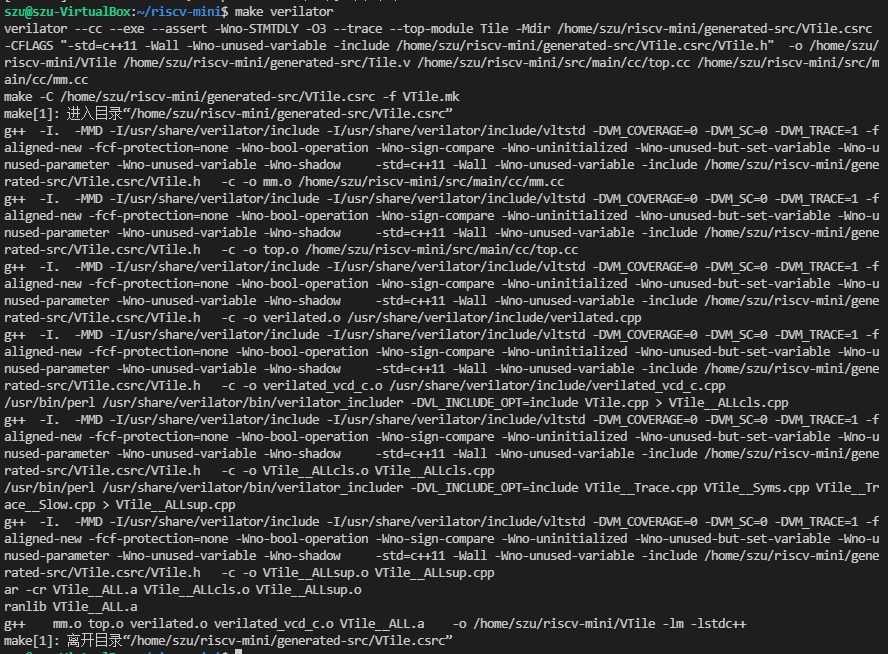 szu@szu-VirtualBox:~/riscv-mini$ make verilator
verilator --cc --exe --assert -Wno-STMTDLY -O3 --trace --top-module Tile -Mdir /home/szu/riscv-mini/generated-src/VTile.csrc
-CFLAGS "-std=c++11 -Wall -Wno-unused-variable -include /home/szu/riscv-mini/generated-src/VTile.csrc/VTile.h"  -o /home/szu/
riscv-mini/VTile /home/szu/riscv-mini/generated-src/Tile.v /home/szu/riscv-mini/src/main/cc/top.cc /home/szu/riscv-mini/src/m
ain/cc/mm.cc
make -C /home/szu/riscv-mini/generated-src/VTile.csrc -f VTile.mk
make[1]: 进入目录“/home/szu/riscv-mini/generated-src/VTile.csrc”
g++  -I.  -MMD -I/usr/share/verilator/include -I/usr/share/verilator/include/vltstd -DVM_COVERAGE=0 -DVM_SC=0 -DVM_TRACE=1 -f
aligned-new -fcf-protection=none -Wno-bool-operation -Wno-sign-compare -Wno-uninitialized -Wno-unused-but-set-variable -Wno-u
nused-parameter -Wno-unused-variable -Wno-shadow     -std=c++11 -Wall -Wno-unused-variable -include /home/szu/riscv-mini/gene
rated-src/VTile.csrc/VTile.h   -c -o mm.o /home/szu/riscv-mini/src/main/cc/mm.cc
g++  -I.  -MMD -I/usr/share/verilator/include -I/usr/share/verilator/include/vltstd -DVM_COVERAGE=0 -DVM_SC=0 -DVM_TRACE=1 -f
aligned-new -fcf-protection=none -Wno-bool-operation -Wno-sign-compare -Wno-uninitialized -Wno-unused-but-set-variable -Wno-u
nused-parameter -Wno-unused-variable -Wno-shadow     -std=c++11 -Wall -Wno-unused-variable -include /home/szu/riscv-mini/gene
rated-src/VTile.csrc/VTile.h   -c -o top.o /home/szu/riscv-mini/src/main/cc/top.cc
g++  -I.  -MMD -I/usr/share/verilator/include -I/usr/share/verilator/include/vltstd -DVM_COVERAGE=0 -DVM_SC=0 -DVM_TRACE=1 -f
aligned-new -fcf-protection=none -Wno-bool-operation -Wno-sign-compare -Wno-uninitialized -Wno-unused-but-set-variable -Wno-u
nused-parameter -Wno-unused-variable -Wno-shadow     -std=c++11 -Wall -Wno-unused-variable -include /home/szu/riscv-mini/gene
rated-src/VTile.csrc/VTile.h   -c -o verilated.o /usr/share/verilator/include/verilated.cpp
g++  -I.  -MMD -I/usr/share/verilator/include -I/usr/share/verilator/include/vltstd -DVM_COVERAGE=0 -DVM_SC=0 -DVM_TRACE=1 -f
aligned-new -fcf-protection=none -Wno-bool-operation -Wno-sign-compare -Wno-uninitialized -Wno-unused-but-set-variable -Wno-u
nused-parameter -Wno-unused-variable -Wno-shadow     -std=c++11 -Wall -Wno-unused-variable -include /home/szu/riscv-mini/gene
rated-src/VTile.csrc/VTile.h   -c -o verilated_vcd_c.o /usr/share/verilator/include/verilated_vcd_c.cpp
/usr/bin/perl /usr/share/verilator/bin/verilator_includer -DVL_INCLUDE_OPT=include VTile.cpp > VTile__ALLcls.cpp
g++  -I.  -MMD -I/usr/share/verilator/include -I/usr/share/verilator/include/vltstd -DVM_COVERAGE=0 -DVM_SC=0 -DVM_TRACE=1 -f
aligned-new -fcf-protection=none -Wno-bool-operation -Wno-sign-compare -Wno-uninitialized -Wno-unused-but-set-variable -Wno-u
nused-parameter -Wno-unused-variable -Wno-shadow     -std=c++11 -Wall -Wno-unused-variable -include /home/szu/riscv-mini/gene
rated-src/VTile.csrc/VTile.h   -c -o VTile__ALLcls.o VTile__ALLcls.cpp
/usr/bin/perl /usr/share/verilator/bin/verilator_includer -DVL_INCLUDE_OPT=include VTile__Trace.cpp VTile__Syms.cpp VTile__Tr
ace__Slow.cpp > VTile__ALLsup.cpp
g++  -I.  -MMD -I/usr/share/verilator/include -I/usr/share/verilator/include/vltstd -DVM_COVERAGE=0 -DVM_SC=0 -DVM_TRACE=1 -f
aligned-new -fcf-protection=none -Wno-bool-operation -Wno-sign-compare -Wno-uninitialized -Wno-unused-but-set-variable -Wno-u
nused-parameter -Wno-unused-variable -Wno-shadow     -std=c++11 -Wall -Wno-unused-variable -include /home/szu/riscv-mini/gene
rated-src/VTile.csrc/VTile.h   -c -o VTile__ALLsup.o VTile__ALLsup.cpp
ar -cr VTile__ALL.a VTile__ALLcls.o VTile__ALLsup.o
ranlib VTile__ALL.a
g++    mm.o top.o verilated.o verilated_vcd_c.o VTile__ALL.a    -o /home/szu/riscv-mini/VTile -lm -lstdc++
make[1]: 离开目录“/home/szu/riscv-mini/generated-src/VTile.csrc”